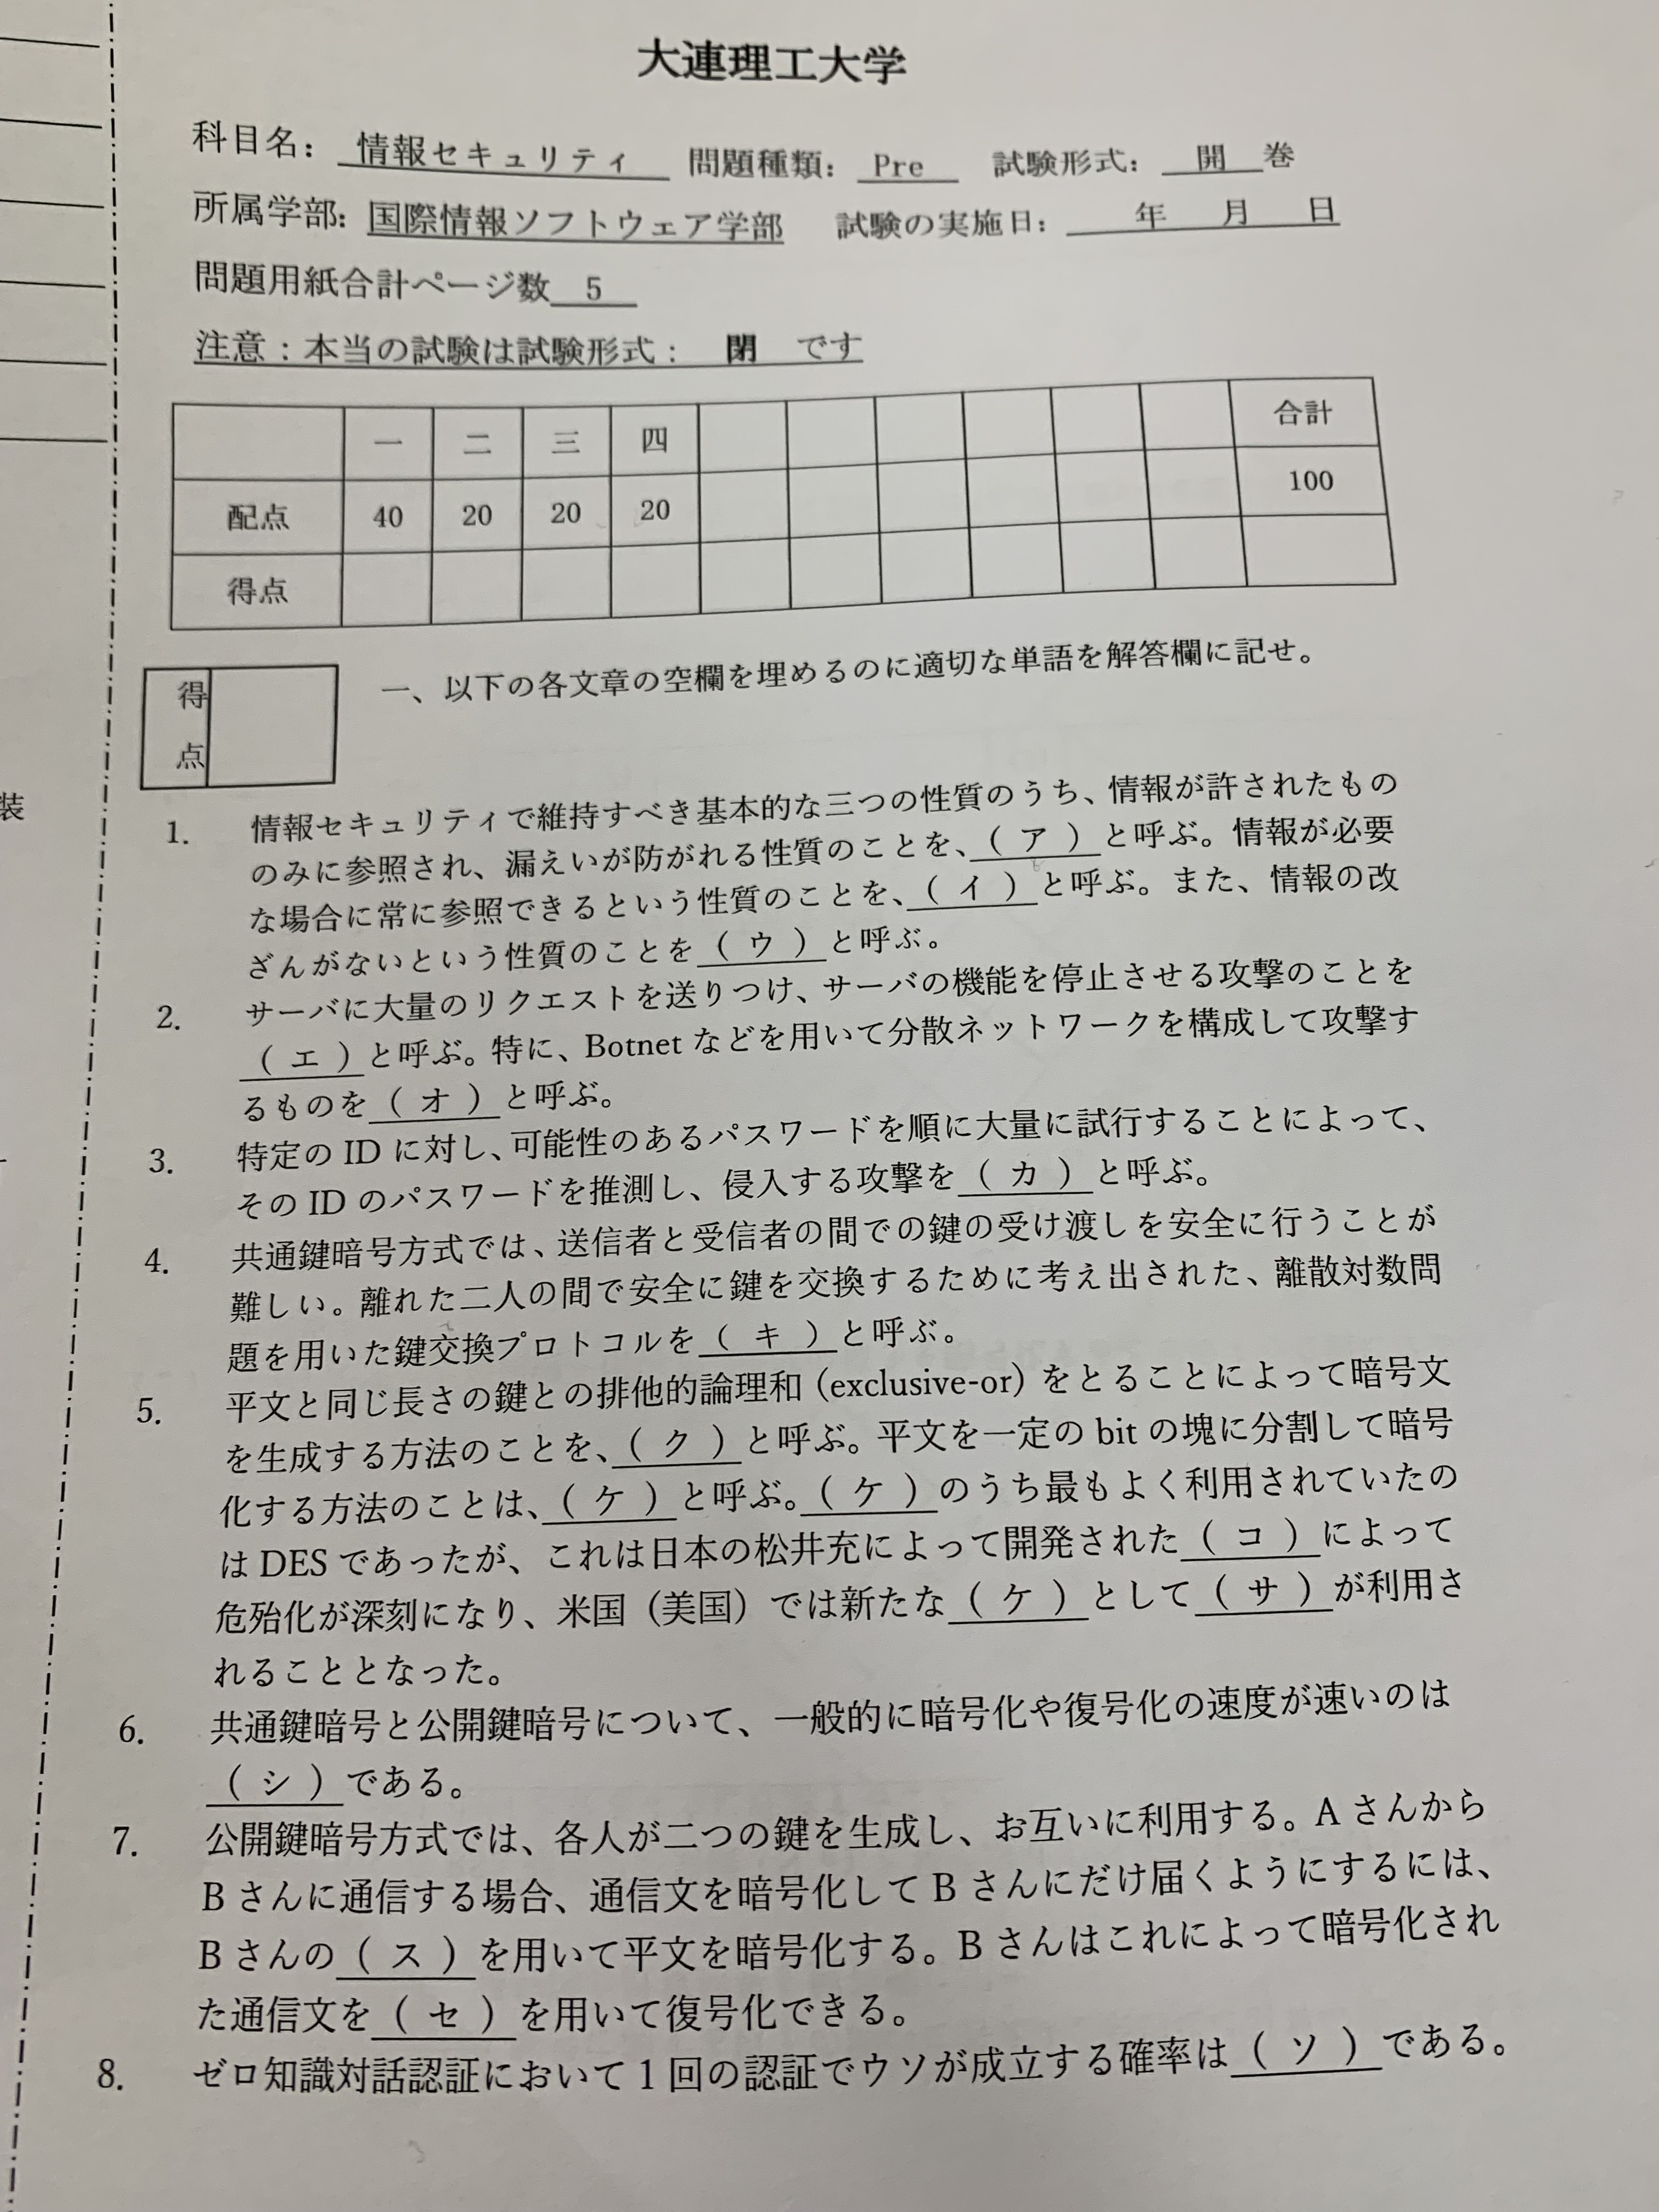 大連理工大学
科目名： 情報セキュリティ 問題種類： Pre 試験形式： 開 巻
所属学部： 国際情報ソフトウェア学部 試験の実施日： 年 月 日
問題用紙合計ページ数 5
注意：本当の試験は試験形式： 閉 です
一 二 三 四 合計
配点 40 20 20 20 100
得点
得点
一、以下の各文章の空欄を埋めるのに適切な単語を解答欄に記せ。
1. 情報セキュリティで維持すべき基本的な三つの性質のうち、情報が許されたもの
のみに参照され、漏えいが防がれる性質のことを、（ ア ）と呼ぶ。情報が必要
な場合に常に参照できるという性質のことを、（ イ ）と呼ぶ。また、情報の改
ざんがないという性質のことを（ ウ ）と呼ぶ。
2. サーバに大量のリクエストを送りつけ、サーバの機能を停止させる攻撃のことを
（ エ ）と呼ぶ。特に、Botnet などを用いて分散ネットワークを構成して攻撃す
るものを（ オ ）と呼ぶ。
3. 特定の ID に対し、可能性のあるパスワードを順に大量に試行することによって、
その ID のパスワードを推測し、侵入する攻撃を（ カ ）と呼ぶ。
4. 共通鍵暗号方式では、送信者と受信者の間での鍵の受け渡しを安全に行うことが
難しい。離れた二人の間で安全に鍵を交換するために考え出された、離散対数問
題を用いた鍵交換プロトコルを（ キ ）と呼ぶ。
5. 平文と同じ長さの鍵との排他的論理和（exclusive-or）をとることによって暗号文
を生成する方法のことを、（ ク ）と呼ぶ。平文を一定の bit の塊に分割して暗号
化する方法のことは、（ ケ ）と呼ぶ。（ ケ ）のうち最もよく利用されていたの
は DES であったが、これは日本の松井充によって開発された（ コ ）によって
危殆化が深刻になり、米国（美国）では新たな（ ケ ）として（ サ ）が利用さ
れることとなった。
6. 共通鍵暗号と公開鍵暗号について、一般的に暗号化や復号化の速度が速いのは
（ シ ）である。
7. 公開鍵暗号方式では、各人が二つの鍵を生成し、お互いに利用する。A さんから
B さんに通信する場合、通信文を暗号化して B さんにだけ届くようにするには、
B さんの（ ス ）を用いて平文を暗号化する。B さんはこれによって暗号化され
た通信文を（ セ ）を用いて復号化できる。
8. ゼロ知識対話認証において 1 回の認証でウソが成立する確率は（ ソ ）である。
装